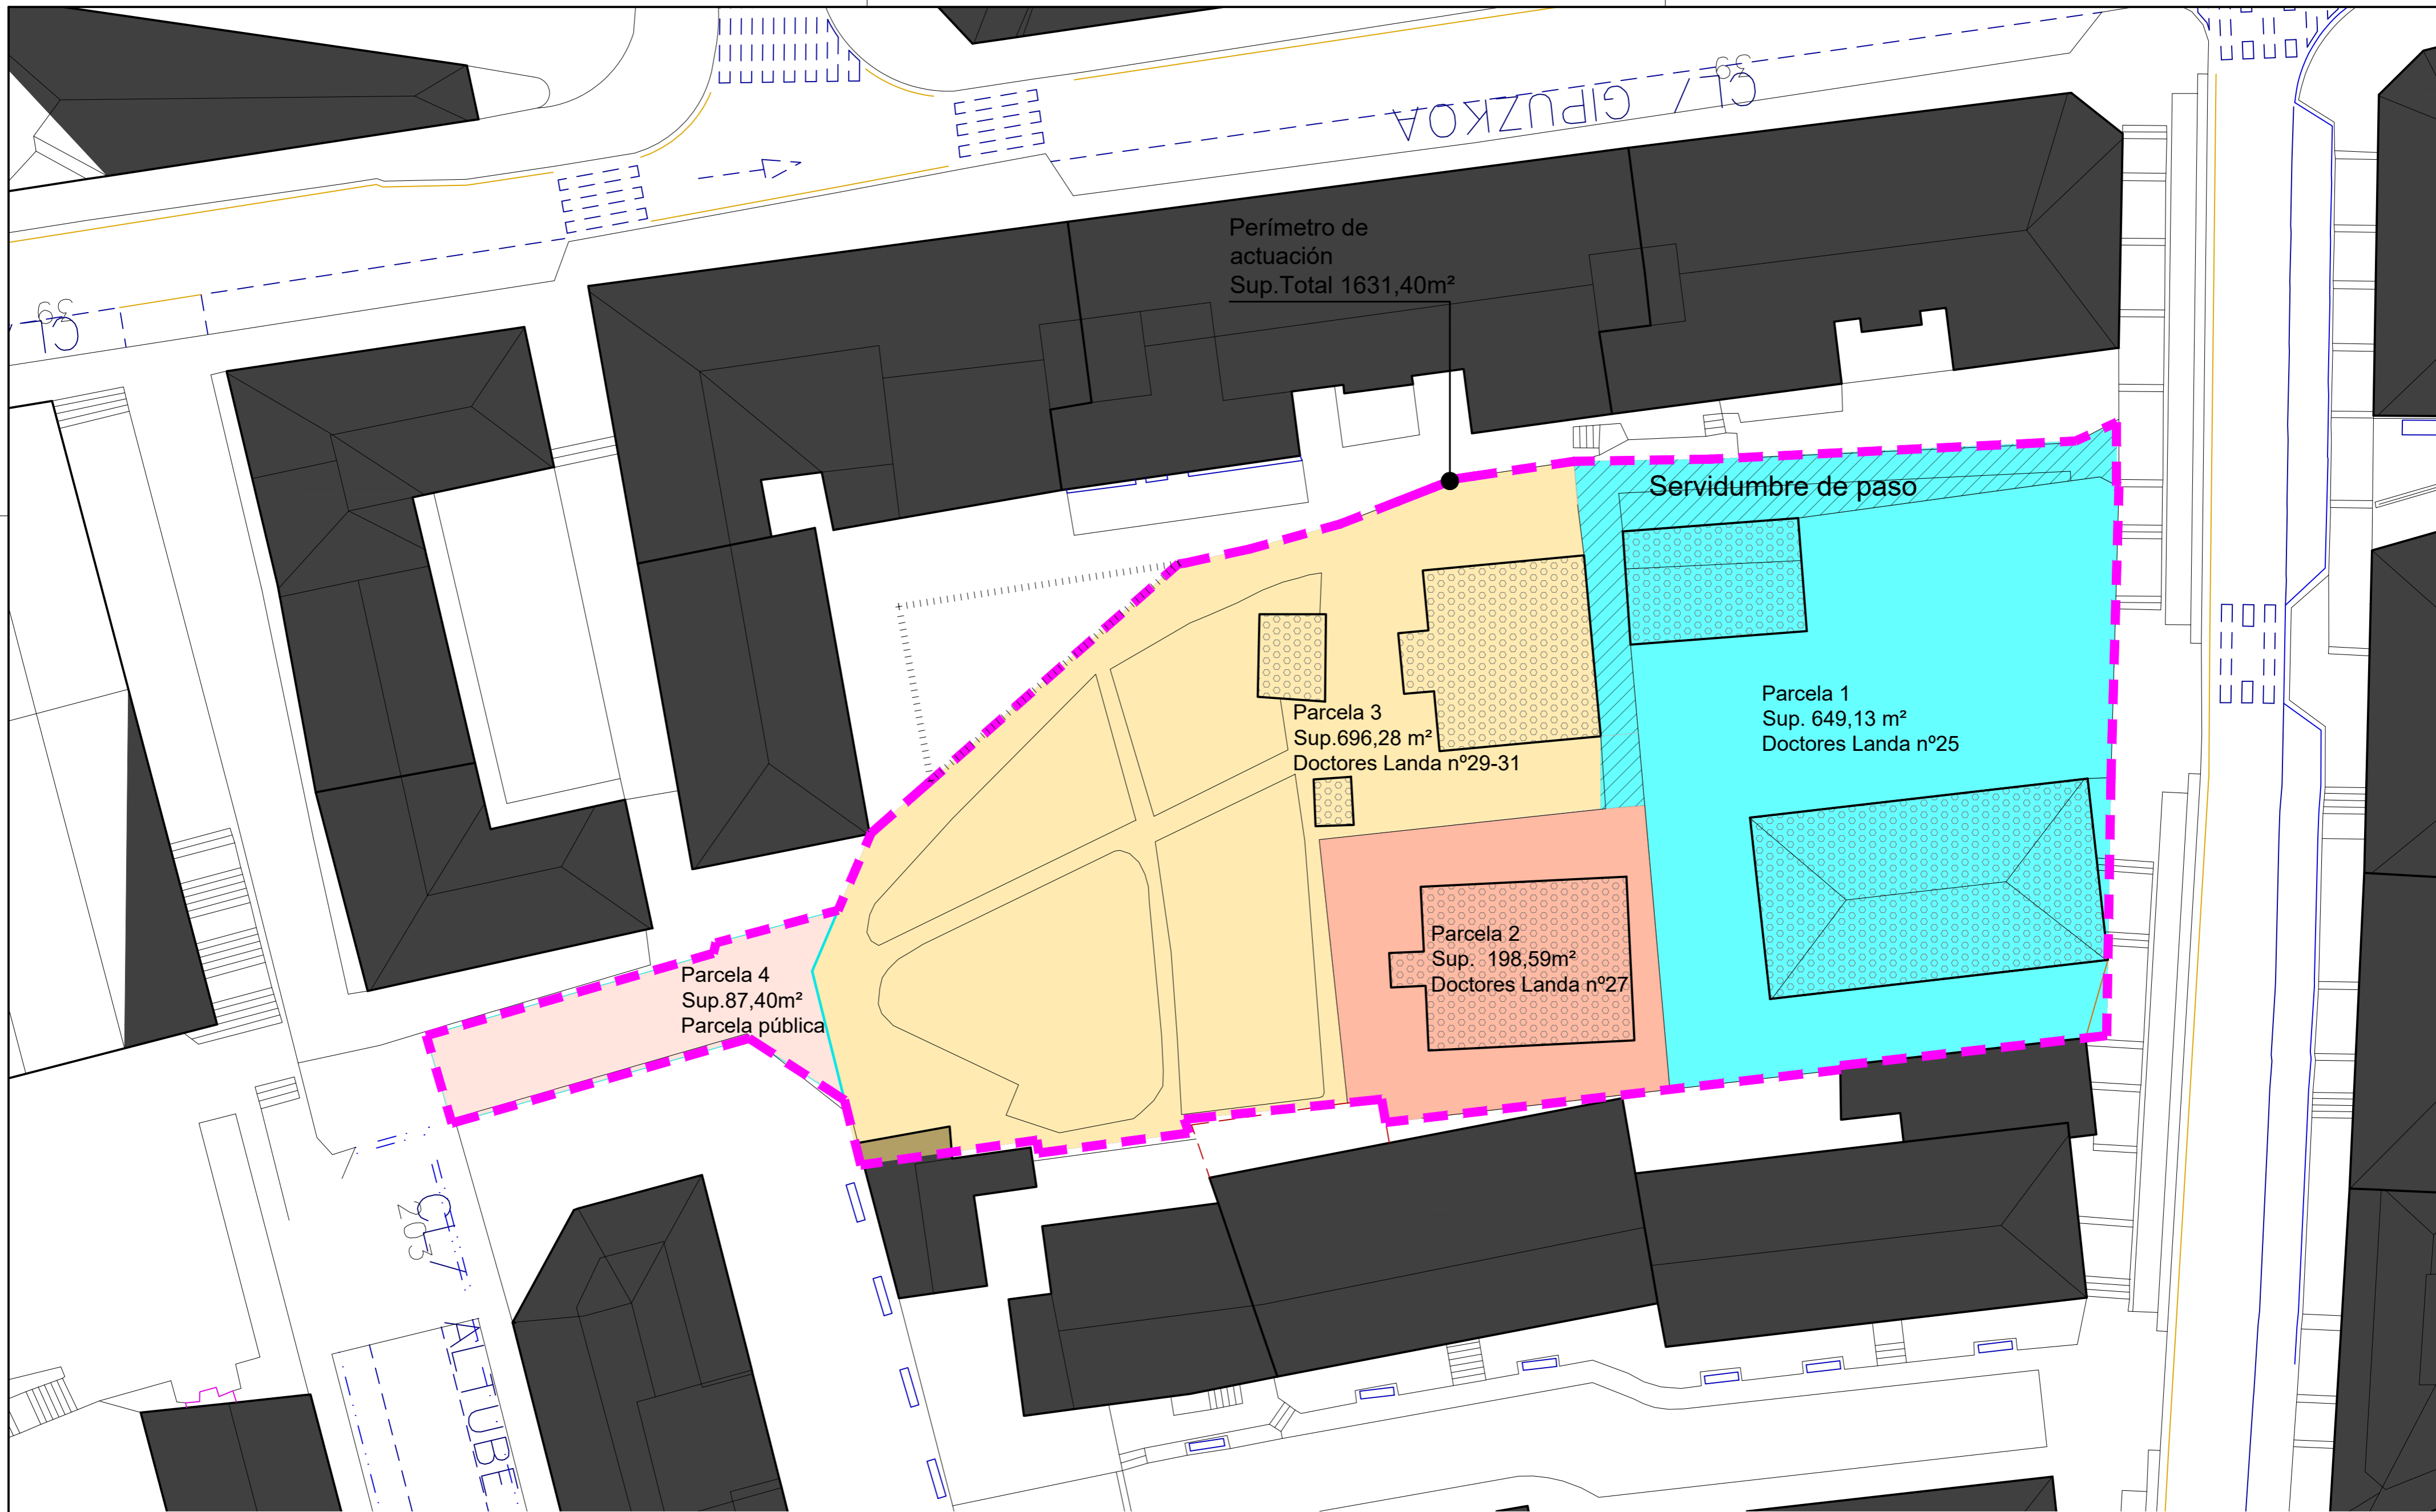 CL / GIPUZKOA
39
Perímetro de
actuación
Sup.Total 1631,40m²
39
CL
Servidumbre de paso
Parcela 1
Sup. 649,13 m²
Doctores Landa nº25
Parcela 3
Sup.696,28 m²
Doctores Landa nº29-31
Parcela 2
Sup. 198,59m²
Doctores Landa nº27
Parcela 4
Sup.87,40m²
Parcela pública
CL / ALTUBE
203